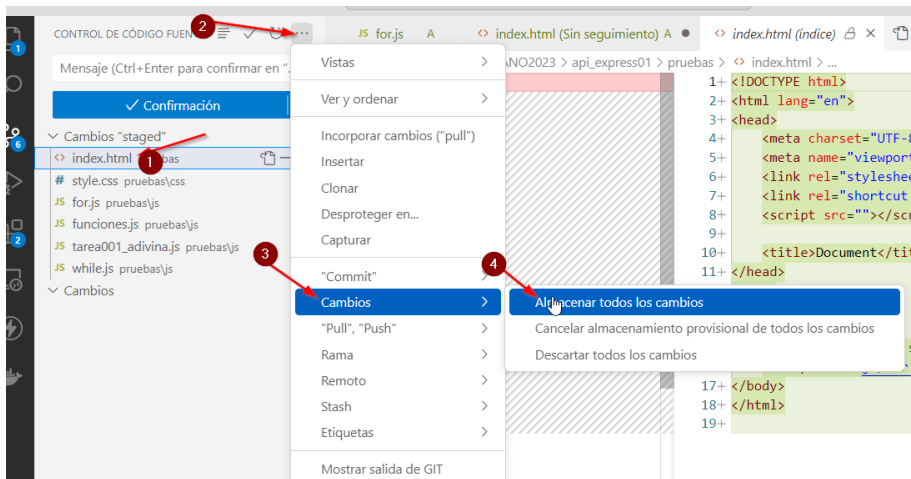 CONTROL DE CÓDIGO FUEN
2
Mensaje (Ctrl+Enter para confirmar en "
Confirmación
Cambios "staged"
index.html
1
style.css pruebas\css
for.js pruebas\js
funciones.js pruebas\js
tarea001_adivina.js pruebas\js
while.js pruebas\js
Cambios
1
6
2
Vistas
Ver y ordenar
Incorporar cambios ("pull")
Insertar
Clonar
Desproteger en...
Capturar
3
"Commit"
Cambios
"Pull", "Push"
Rama
Remoto
Stash
Etiquetas
Mostrar salida de GIT
4
Almacenar todos los cambios
Cancelar almacenamiento provisional de todos los cambios
Descartar todos los cambios
JS for.js A
index.html (Sin seguimiento) A
index.html (índice)
ANO2023 > api_express01 > pruebas > index.html > ...
1+ <!DOCTYPE html>
2+ <html lang="en">
3+ <head>
4+ <meta charset="UTF-8
5+ <meta name="viewport
6+ <link rel="styleshee
7+ <link rel="shortcut
8+ <script src=""></scr
9+
10+ <title>Document</tit
11+ </head>
17+ </body>
18+ </html>
19+